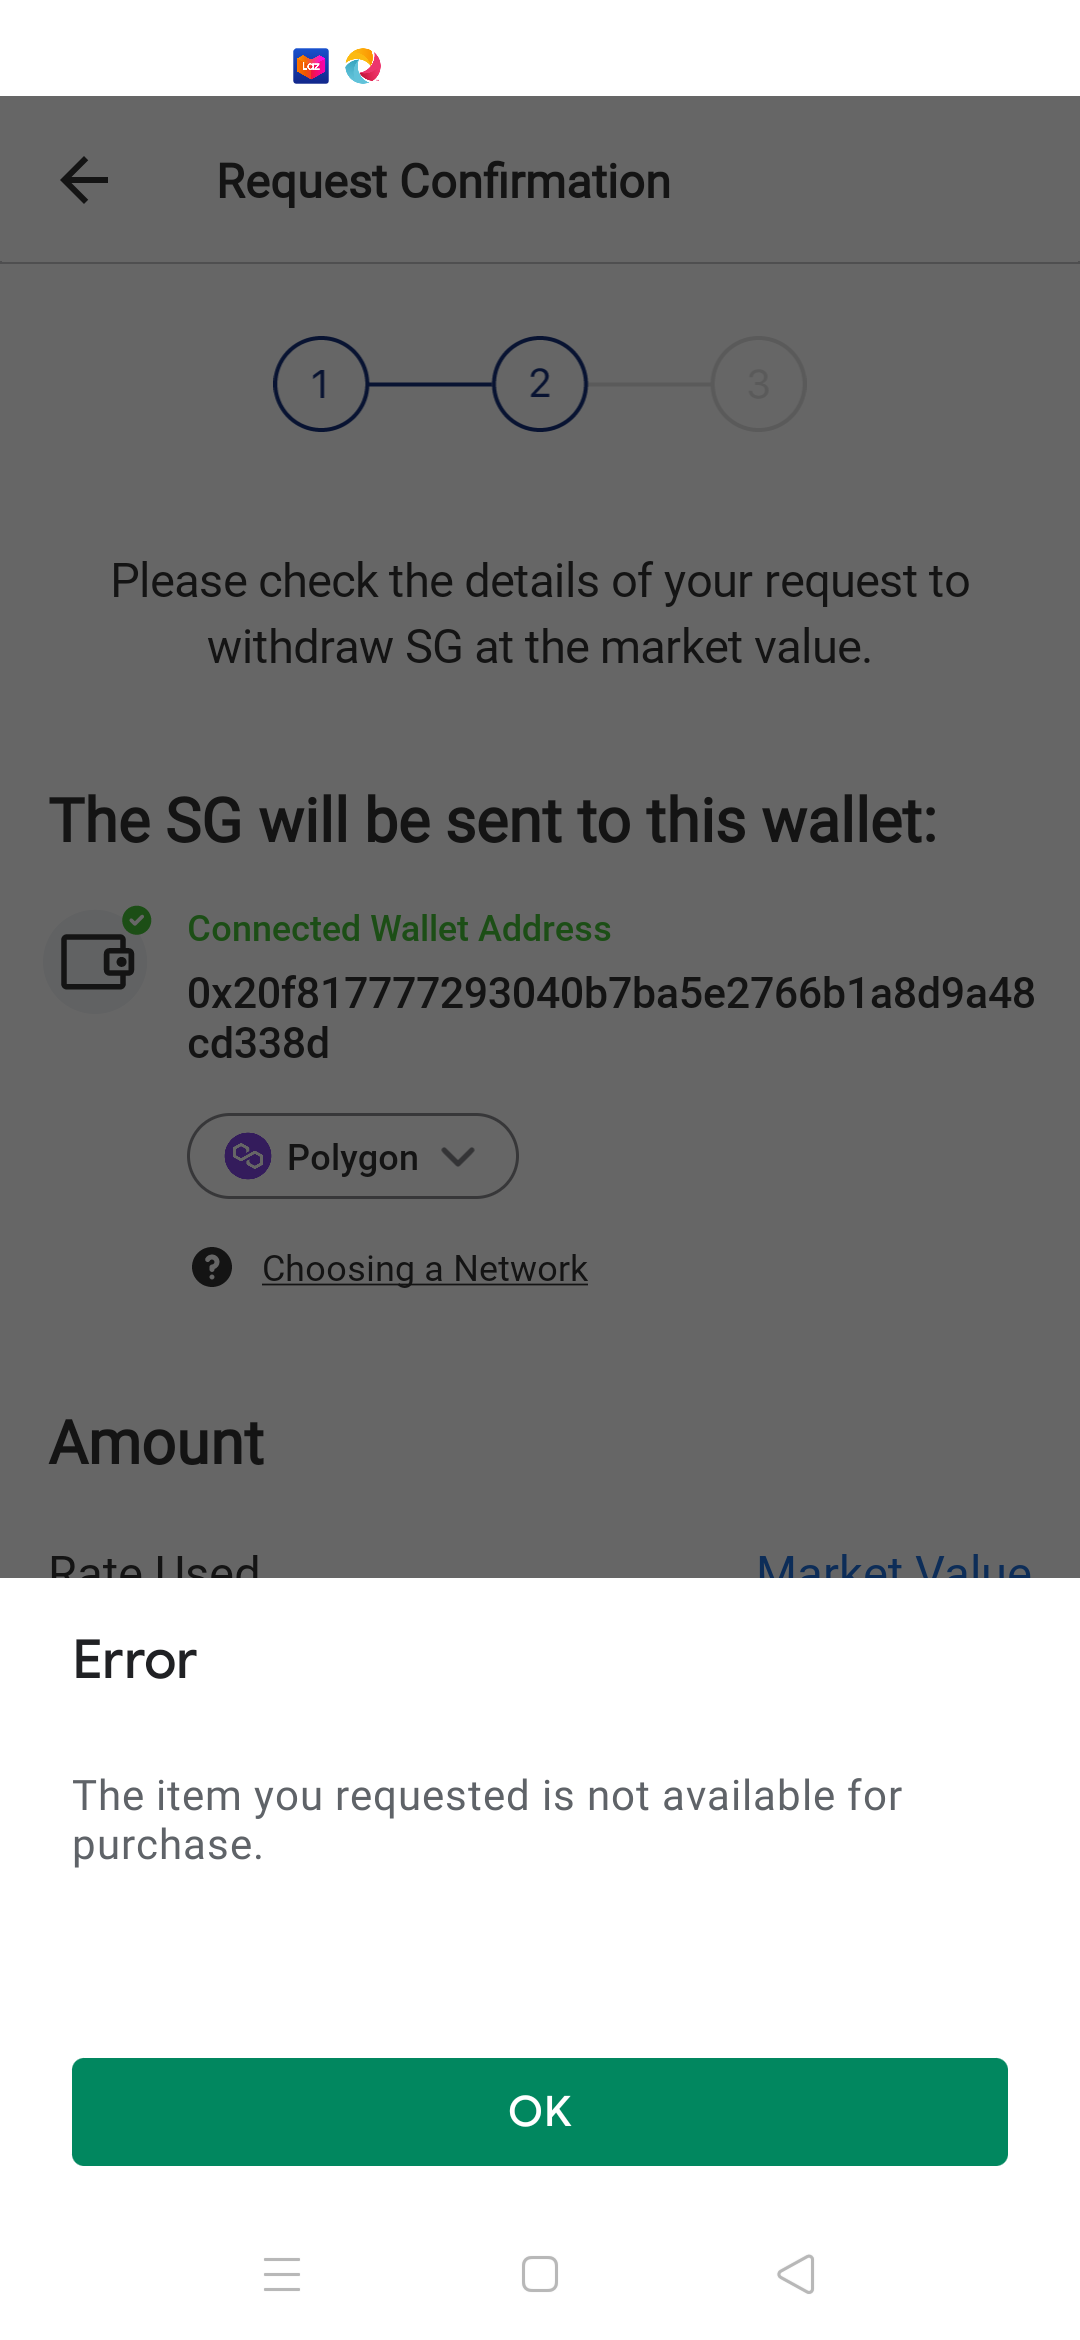 Laz
Request Confirmation
1
2
3
Please check the details of your request to
withdraw SG at the market value.
The SG will be sent to this wallet:
Connected Wallet Address
0x20f817777293040b7ba5e2766b1a8d9a48
cd338d
Polygon
Choosing a Network
Amount
Rate Used Market Value
Error
The item you requested is not available for
purchase.
OK